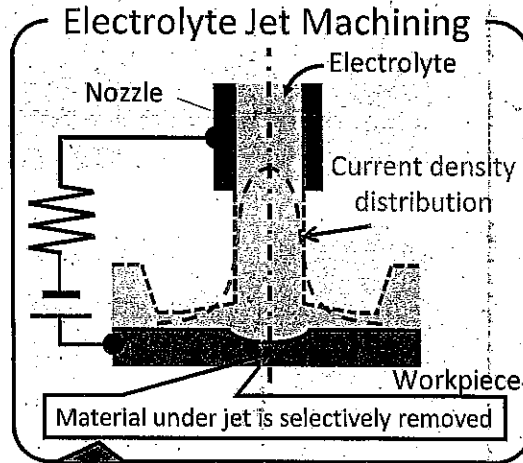 Electrolyte Jet Machining
Electrolyte
Nozzle
Current density
distribution
Workpiece
Material under jet is selectively removed